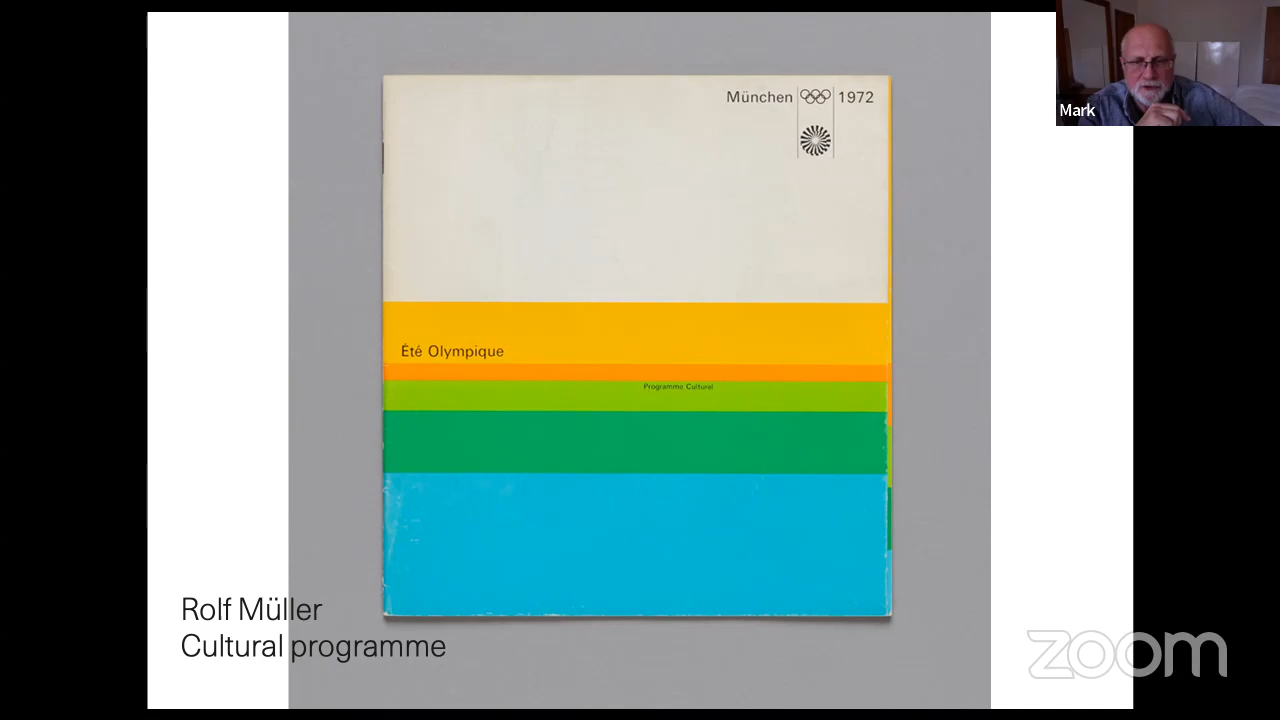 München 1972
Été Olympique
Programme Culturel
Rolf Müller
Cultural programme
Mark
zoom